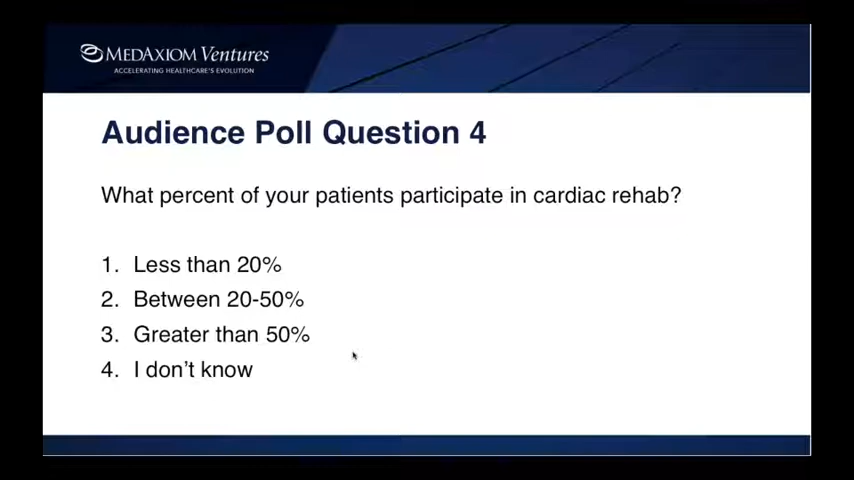 MEDAXIOM Ventures
ACCELERATING HEALTHCARE'S EVOLUTION
Audience Poll Question 4
What percent of your patients participate in cardiac rehab?
1. Less than 20%
2. Between 20-50%
3. Greater than 50%
4. I don't know